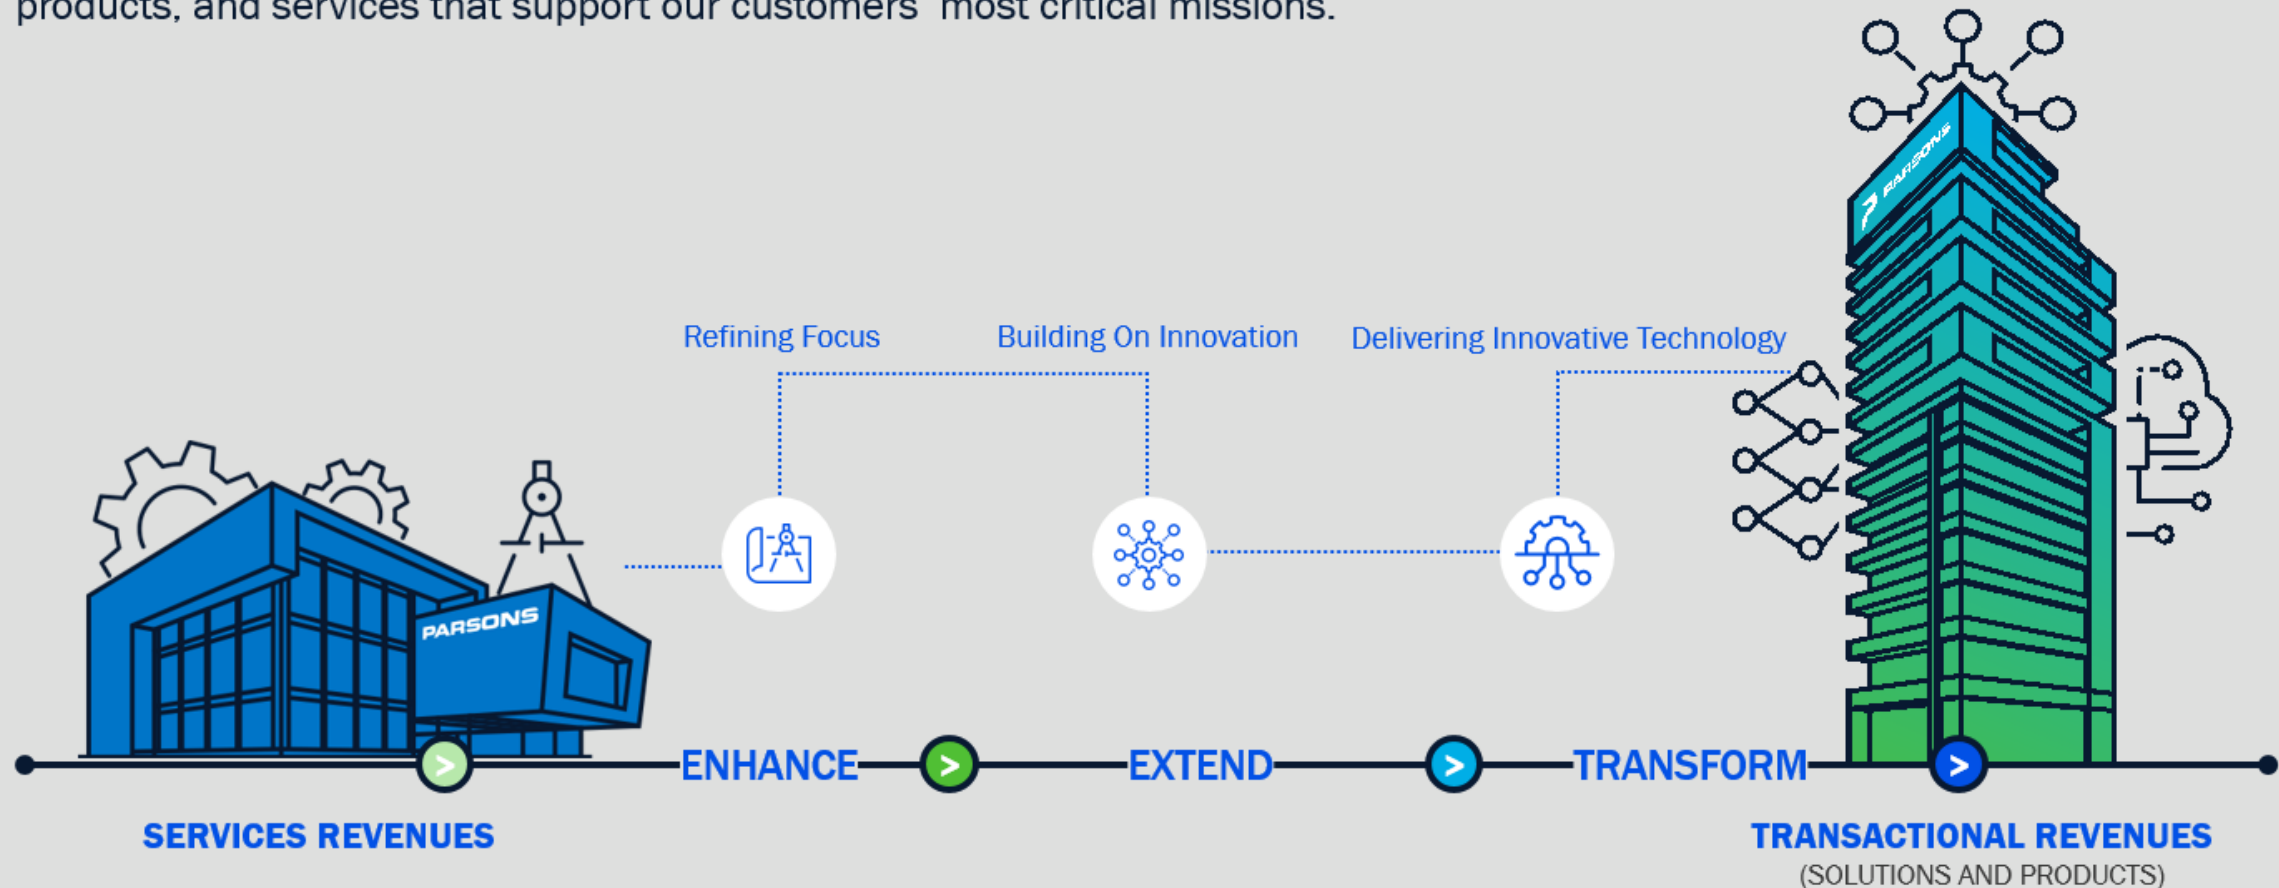 products, and services that support our customers' most critical missions.
PARSONS
Refining Focus
Building On Innovation
Delivering Innovative Technology
PARSONS
ENHANCE
EXTEND
TRANSFORM
SERVICES REVENUES
TRANSACTIONAL REVENUES
(SOLUTIONS AND PRODUCTS)